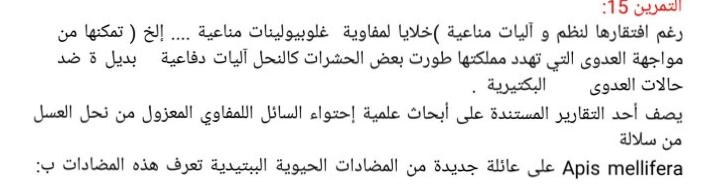 التمرين 15:
رغم افتقارها لنظم و آليات مناعية )خلايا لمفاوية غلوبيولينات مناعية .... إلخ ( تمكنها من
مواجهة العدوى التي تهدد مملكتها طورت بعض الحشرات كالنحل آليات دفاعية بديل ة ضد
حالات العدوى البكتيرية .
يصف أحد التقارير المستندة على أبحاث علمية إحتواء السائل اللمفاوي المعزول من نحل العسل
من سلالة
Apis mellifera على عائلة جديدة من المضادات الحيوية الببتيدية تعرف هذه المضادات ب: